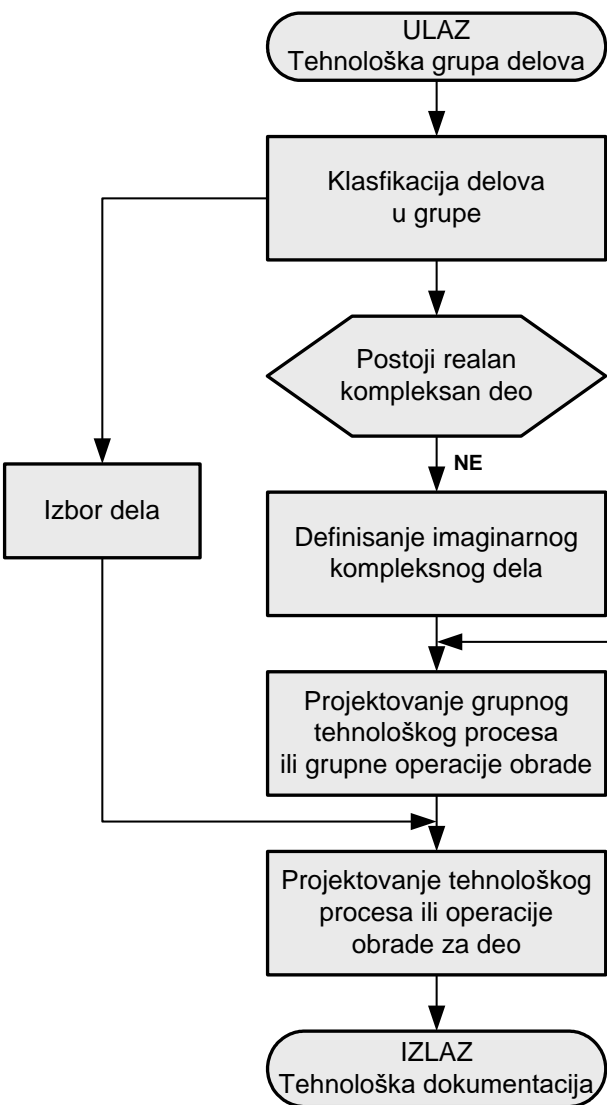 ULAZ
Tehnološka grupa delova
Klasfikacija delova
u grupe
Postoji realan
kompleksan deo
NE
Izbor dela
Definisanje imaginarnog
kompleksnog dela
Projektovanje grupnog
tehnološkog procesa
ili grupne operacije obrade
Projektovanje tehnološkog
procesa ili operacije
obrade za deo
IZLAZ
Tehnološka dokumentacija